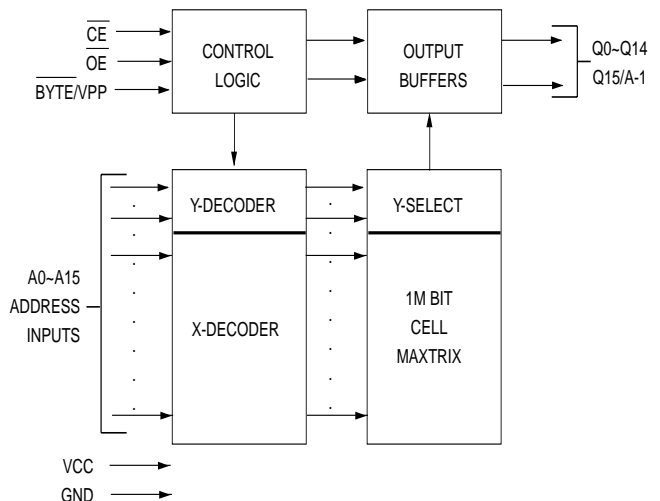 CE
OE
BYTE/VPP
CONTROL
LOGIC
OUTPUT
BUFFERS
Q0~Q14
Q15/A-1
A0~A15
ADDRESS
INPUTS
Y-DECODER
X-DECODER
Y-SELECT
1M BIT
CELL
MAXTRIX
VCC
GND